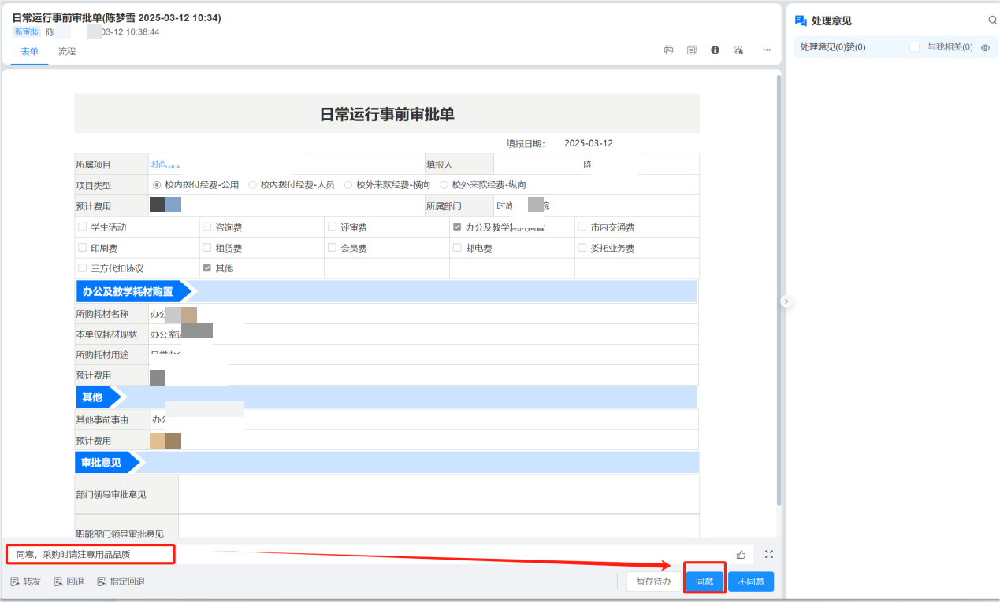 日常运行事前审批单(陈梦雪 2025-03-12 10:34)
新审批 陈 03-12 10:38:44
表单 流程
处理意见
处理意见(0)赞(0) 与我相关(0)
日常运行事前审批单
填报日期: 2025-03-12
所属项目 时尚 填报人 陈
项目类型 校内拨付经费-公用 校内拨付经费-人员 校外来款经费-横向 校外来款经费-纵向
预计费用 所属部门 时尚 院
学生活动 咨询费 评审费 办公及教学耗材购置 市内交通费
印刷费 租赁费 会员费 邮电费 委托业务费
三方代扣协议 其他
办公及教学耗材购置
所购耗材名称 办公
本单位耗材现状 办公室
所购耗材用途 日常办公
预计费用
其他
其他事前事由 办公
预计费用
审批意见
部门领导审批意见
职能部门领导审批意见
同意，采购时请注意用品品质
转发 回退 指定回退 暂存待办 同意 不同意